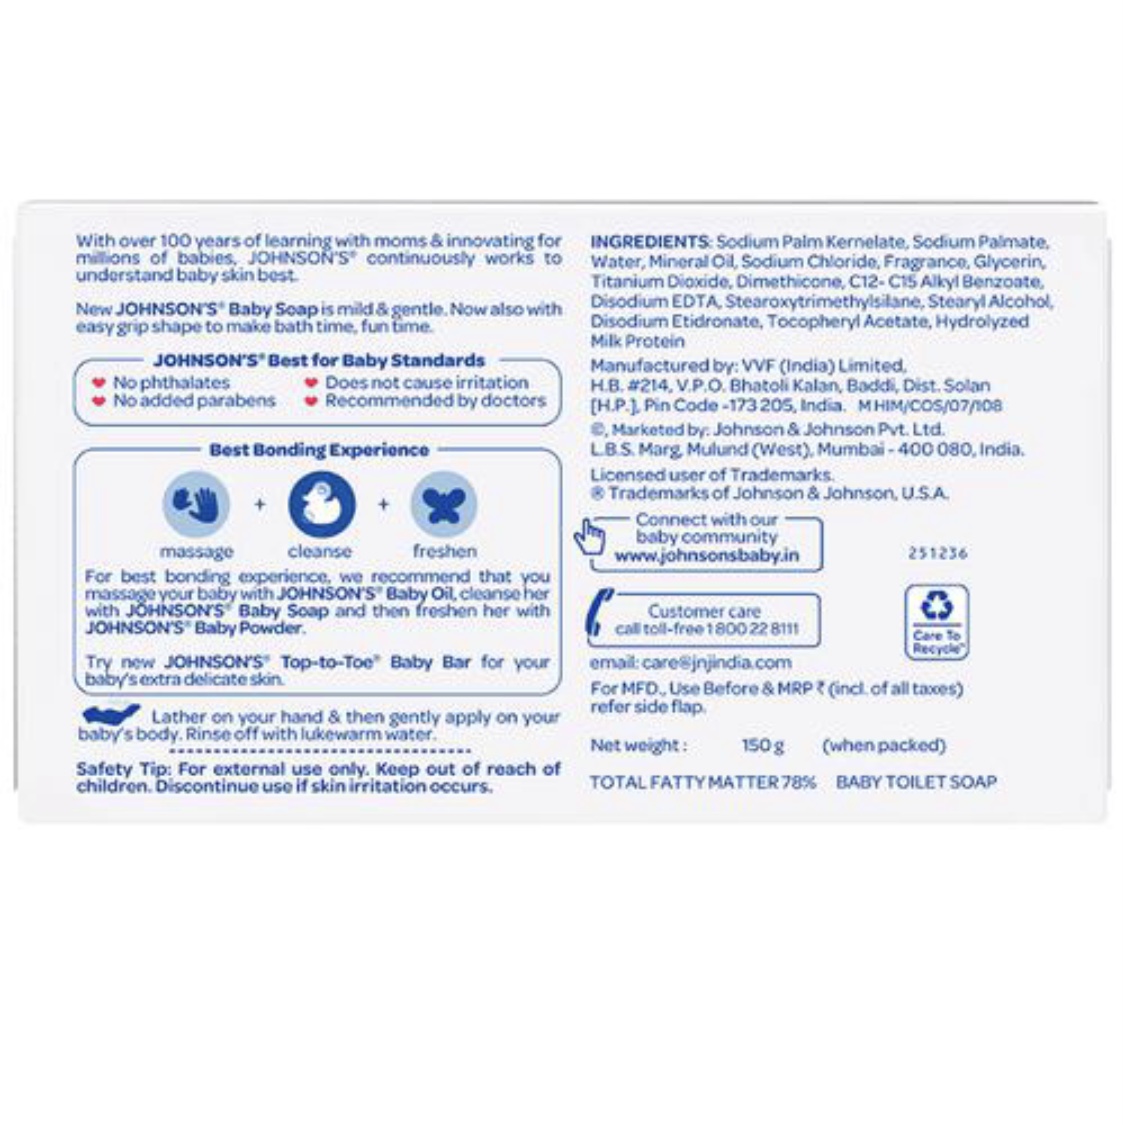 With over 100 years of learning with moms & innovating for
millions of babies, JOHNSON'S® continuously works to
understand baby skin best.
New JOHNSON'S® Baby Soap is mild & gentle. Now also with
easy grip shape to make bath time, fun time.
JOHNSON'S® Best for Baby Standards
No phthalates
Does not cause irritation
No added parabens
Recommended by doctors
Best Bonding Experience
+ +
massage cleanse freshen
For best bonding experience, we recommend that you
massage your baby with JOHNSON'S® Baby Oil, cleanse her
with JOHNSON'S® Baby Soap and then freshen her with
JOHNSON'S® Baby Powder.
Try new JOHNSON'S® Top-to-Toe® Baby Bar for your
baby's extra delicate skin.
Lather on your hand & then gently apply on your
baby's body. Rinse off with lukewarm water.
Safety Tip: For external use only. Keep out of reach of
children. Discontinue use if skin irritation occurs.
INGREDIENTS: Sodium Palm Kernelate, Sodium Palmate,
Water, Mineral Oil, Sodium Chloride, Fragrance, Glycerin,
Titanium Dioxide, Dimethicone, C12- C15 Alkyl Benzoate,
Disodium EDTA, Stearoxytrimethylsilane, Stearyl Alcohol,
Disodium Etidronate, Tocopheryl Acetate, Hydrolyzed
Milk Protein
Manufactured by: VVF (India) Limited,
H.B. #214, V.P.O. Bhatoli Kalan, Baddi, Dist. Solan
[H.P.], Pin Code -173 205, India. M HIM/COS/07/108
©, Marketed by: Johnson & Johnson Pvt. Ltd.
L.B.S. Marg, Mulund (West), Mumbai - 400 080, India.
Licensed user of Trademarks.
® Trademarks of Johnson & Johnson, U.S.A.
Connect with our
baby community
www.johnsonsbaby.in
251236
Customer care
call toll-free 1 800 22 8111
Care To
Recycle™
email: care@jnjindia.com
For MFD., Use Before & MRP ₹ (incl. of all taxes)
refer side flap.
Net weight : 150 g (when packed)
TOTAL FATTY MATTER 78% BABY TOILET SOAP